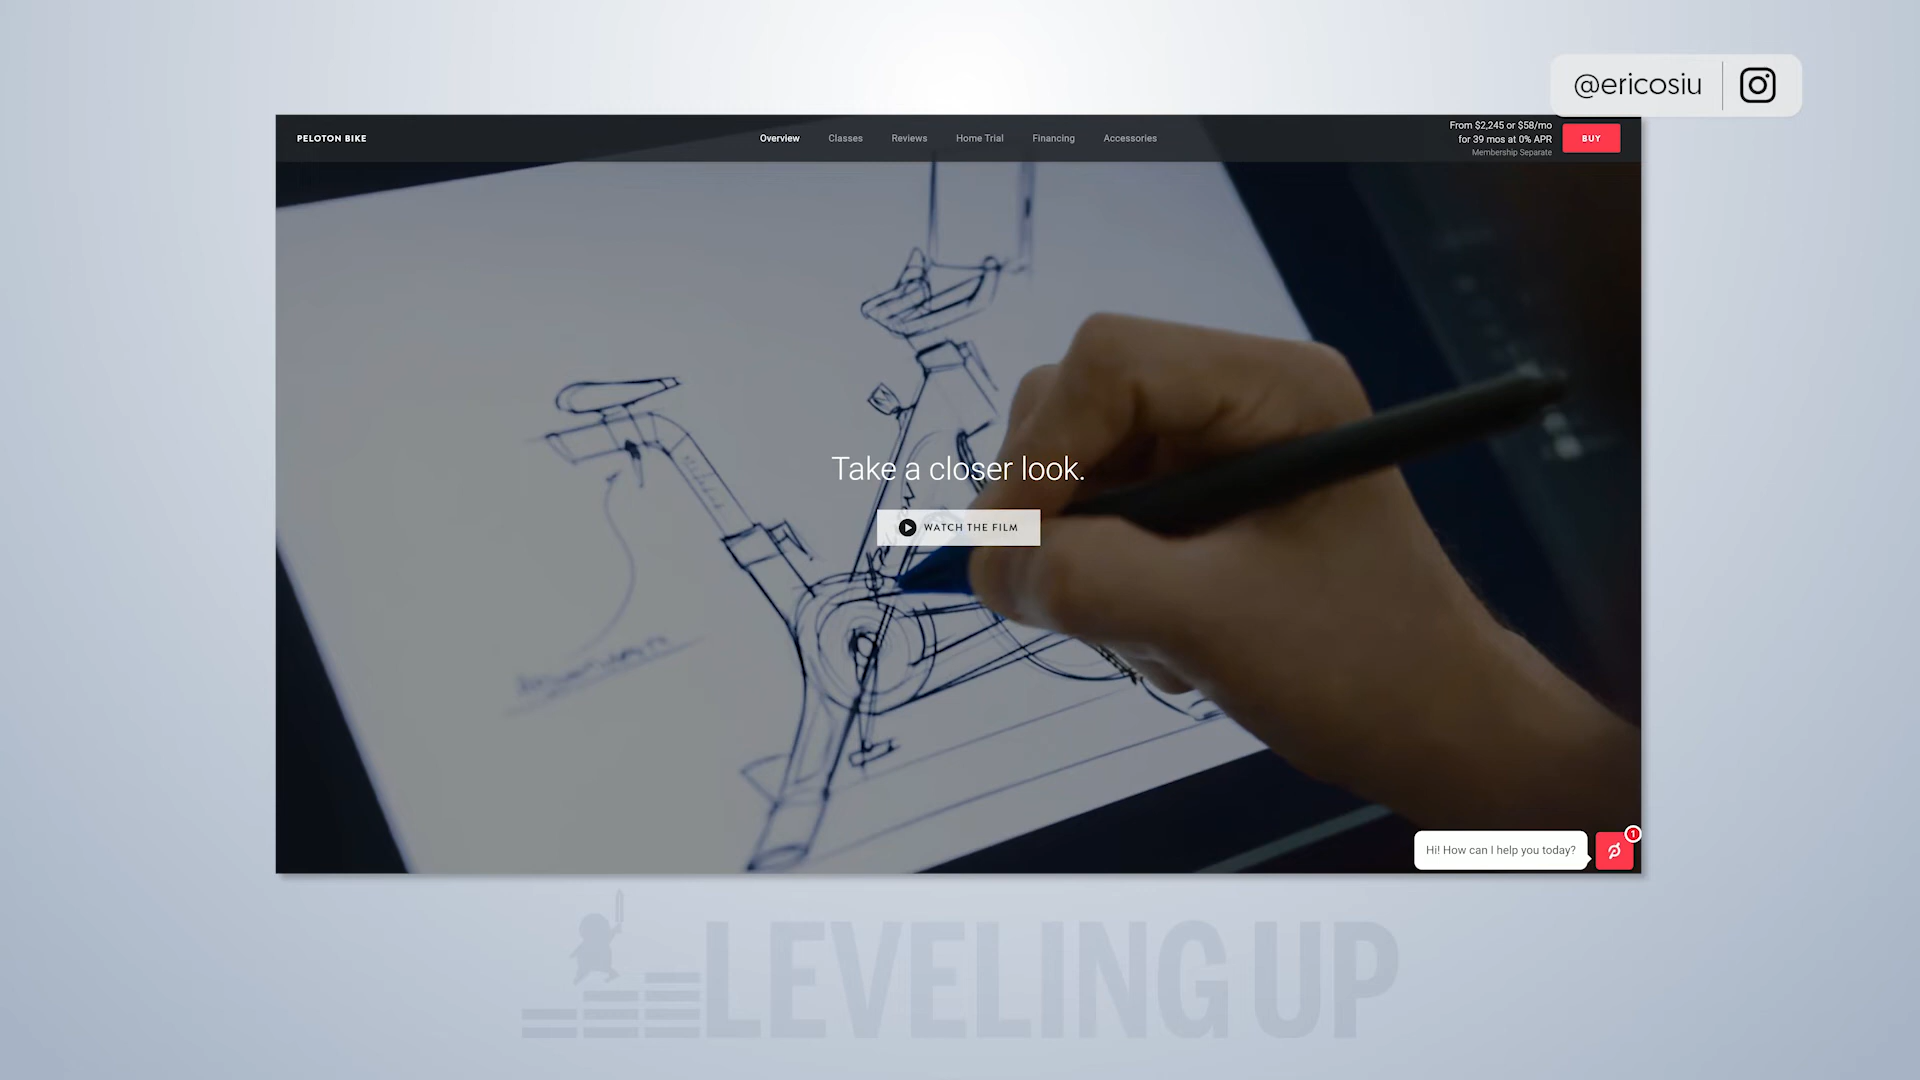 @ericosiu
PELOTON BIKE
Overview
Classes
Reviews
Home Trial
Financing
Accessories
From $2,245 or $58/mo
for 39 mos at 0% APR
Membership Separate
BUY
Take a closer look.
WATCH THE FILM
Hi! How can I help you today?
1
LEVELING UP